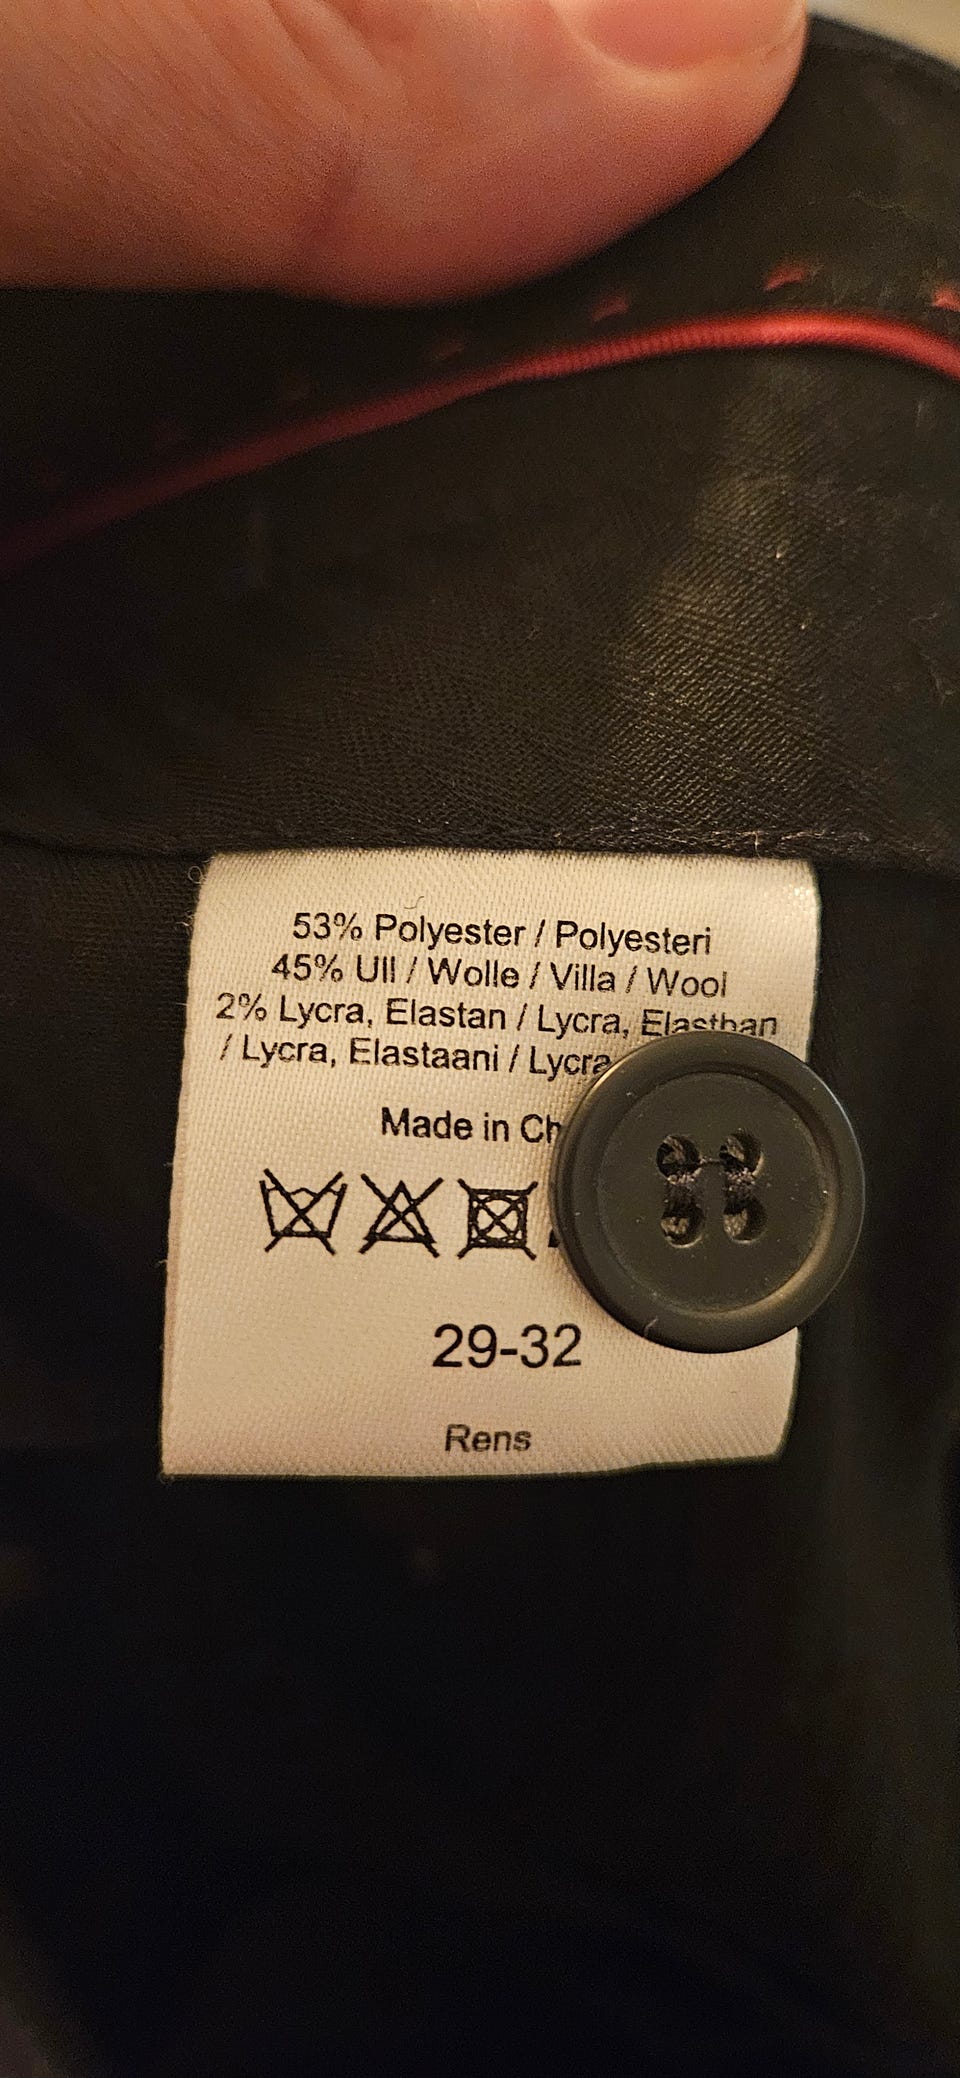 53% Polyester / Polyesteri
45% Ull / Wolle / Villa / Wool
2% Lycra, Elastan / Lycra, Elasthan
/ Lycra, Elastaani / Lycra
Made in
29-32
Rens